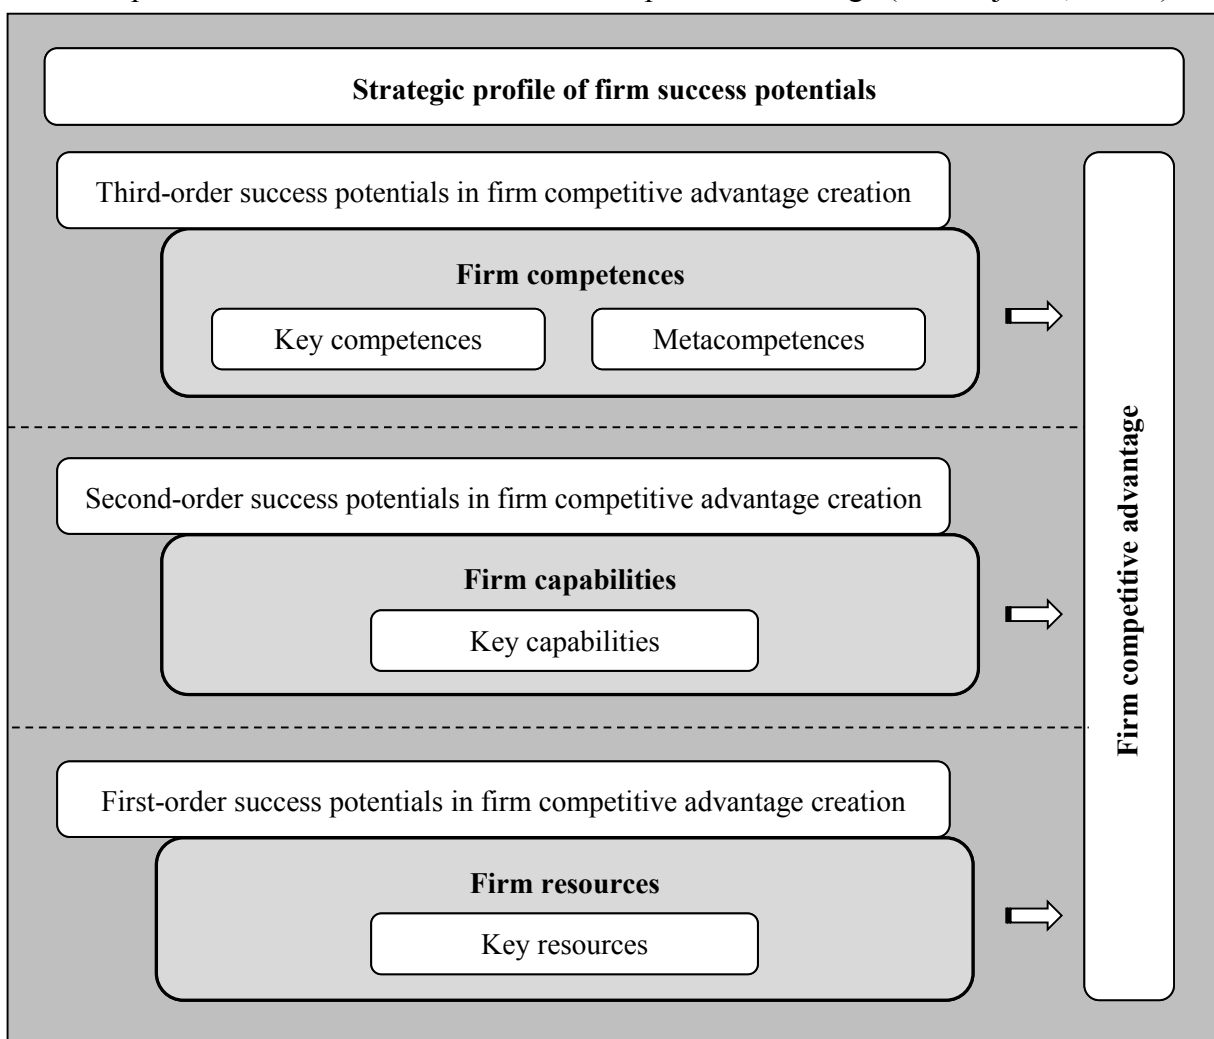 Strategic profile of firm success potentials
Third-order success potentials in firm competitive advantage creation
Firm competences
Key competences
Metacompetences
Second-order success potentials in firm competitive advantage creation
Firm capabilities
Key capabilities
First-order success potentials in firm competitive advantage creation
Firm resources
Key resources
Firm competitive advantage